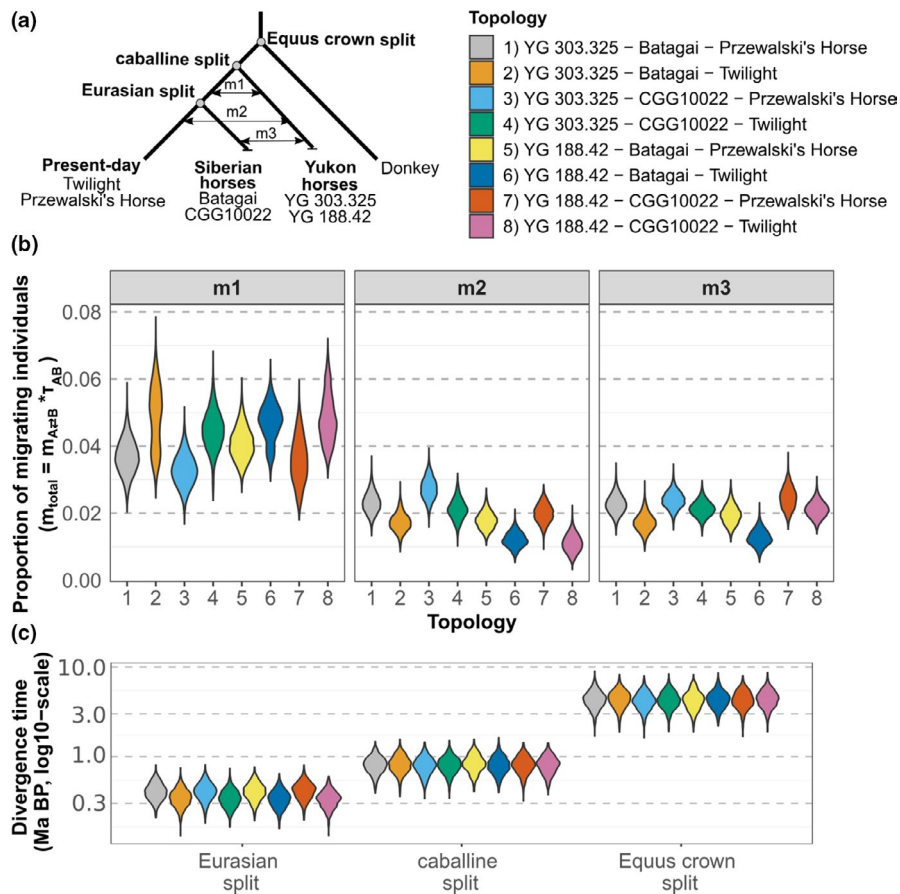 (a)
Equus crown split
caballine split
Eurasian split
m1
m2
m3
Present-day
Twilight
Przewalski's Horse
Siberian
horses
Batagai
CGG10022
Yukon
horses
YG 303.325
YG 188.42
Donkey
Topology
1) YG 303.325 − Batagai − Przewalski's Horse
2) YG 303.325 − Batagai − Twilight
3) YG 303.325 − CGG10022 − Przewalski's Horse
4) YG 303.325 − CGG10022 − Twilight
5) YG 188.42 − Batagai − Przewalski's Horse
6) YG 188.42 − Batagai − Twilight
7) YG 188.42 − CGG10022 − Przewalski's Horse
8) YG 188.42 − CGG10022 − Twilight
(b)
m1 m2 m3
Proportion of migrating individuals
(m_total = m_A⇄B *τ_AB)
0.08
0.06
0.04
0.02
0.00
1 2 3 4 5 6 7 8 1 2 3 4 5 6 7 8 1 2 3 4 5 6 7 8
Topology
(c)
Divergence time
(Ma BP, log10−scale)
10.0
3.0
1.0
0.3
Eurasian
split
caballine
split
Equus crown
split